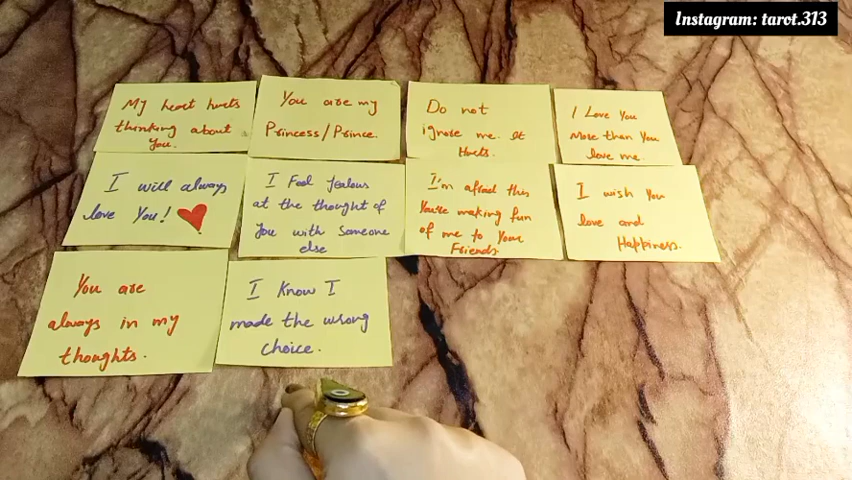 Instagram: tarot.313
My heart hurts
thinking about
you.
You are my
Princess/Prince.
Do not
ignore me. It
Hurts.
I Love You
More than You
love me.
I will always
love You!
I Feel Jealous
at the thought of
You with Someone
else
I'm afraid this
You're making fun
of me to Your
Friends.
I wish You
love and
Happiness.
You are
always in my
thoughts.
I Know I
made the wrong
choice.